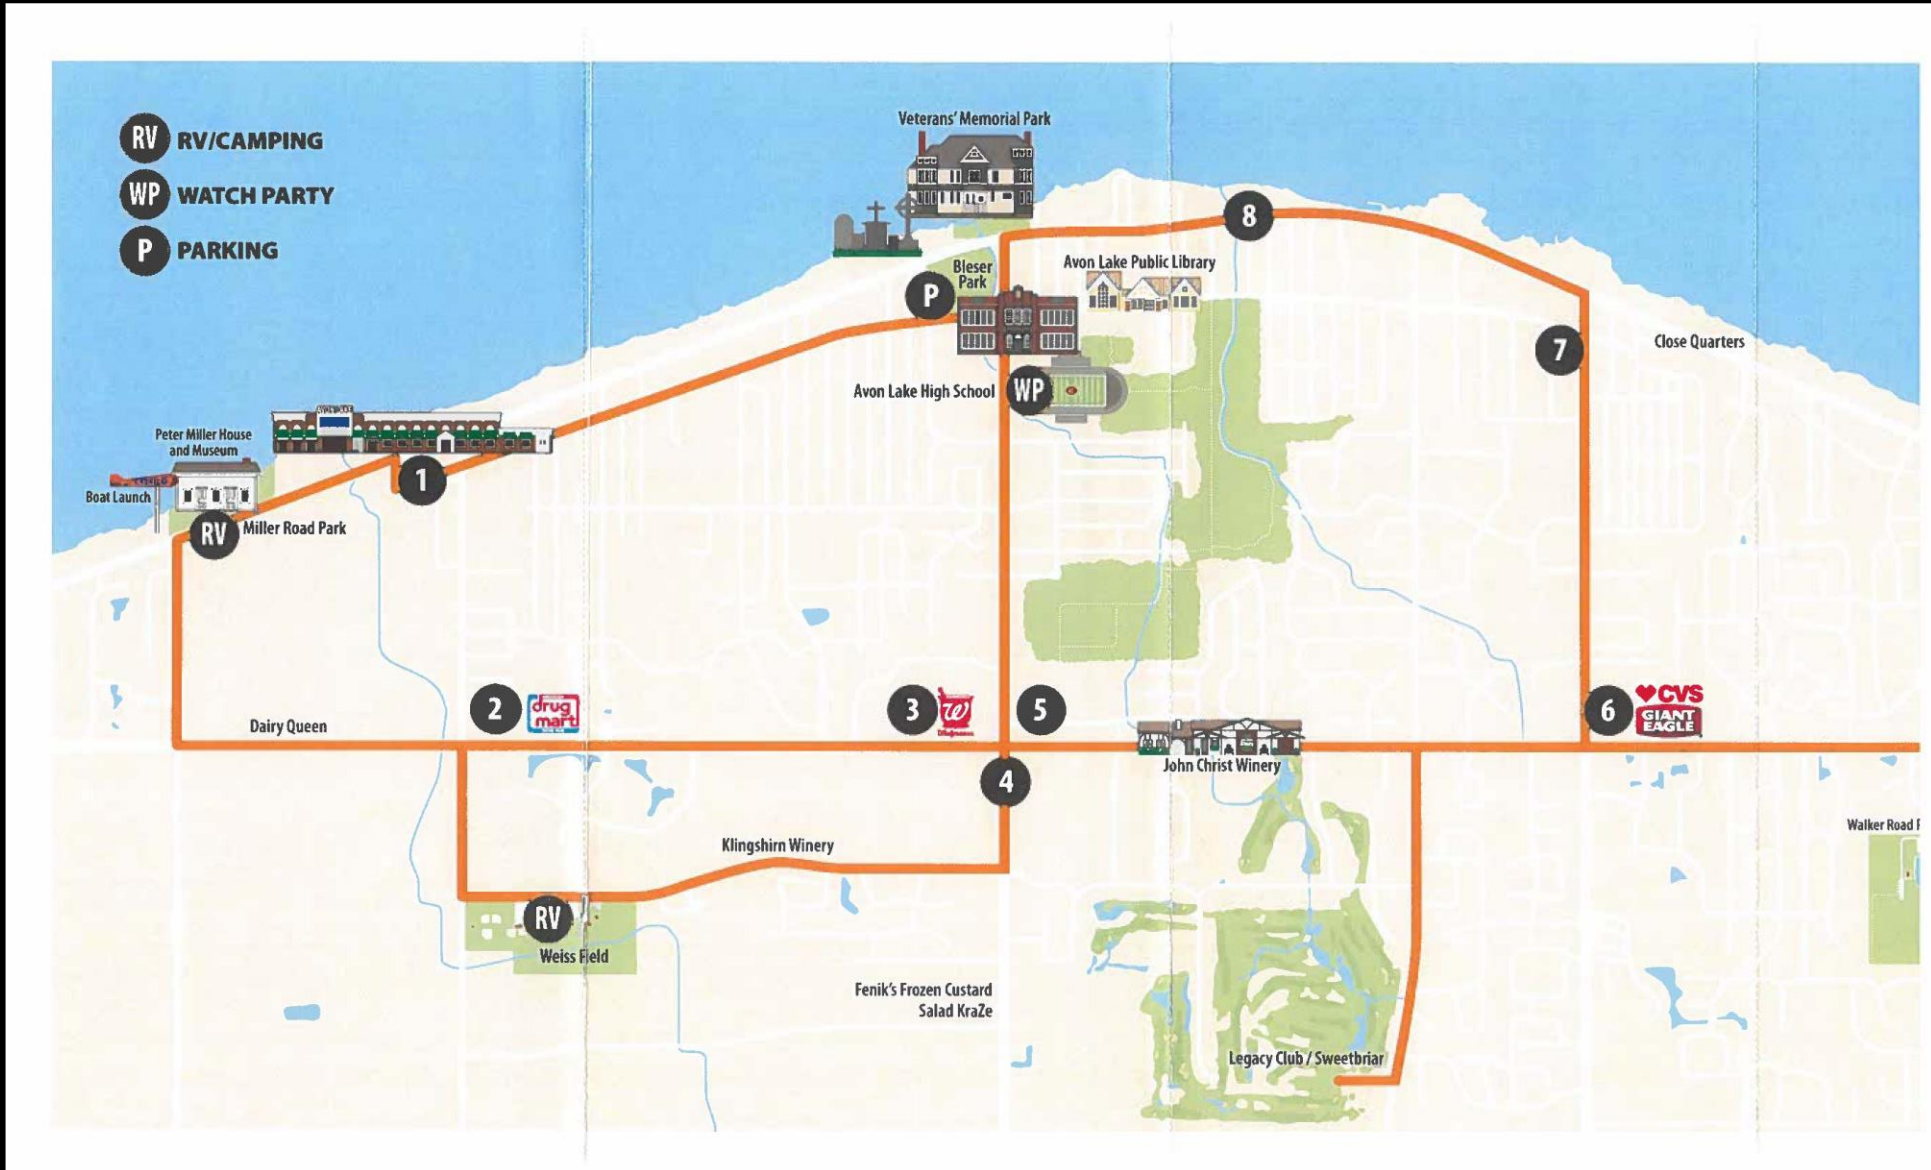 RV RV/CAMPING
WP WATCH PARTY
P PARKING
Veterans' Memorial Park
8
Avon Lake Public Library
Bleser
Park
P
7
Close Quarters
Avon Lake High School
WP
Peter Miller House
and Museum
Boat Launch
1
RV
Miller Road Park
Dairy Queen
2
drug
mart
3
W
Walgreens
5
6
CVS
GIANT
EAGLE
John Christ Winery
4
Klingshirn Winery
Walker Road
RV
Weiss Field
Fenik's Frozen Custard
Salad KraZe
Legacy Club / Sweetbriar